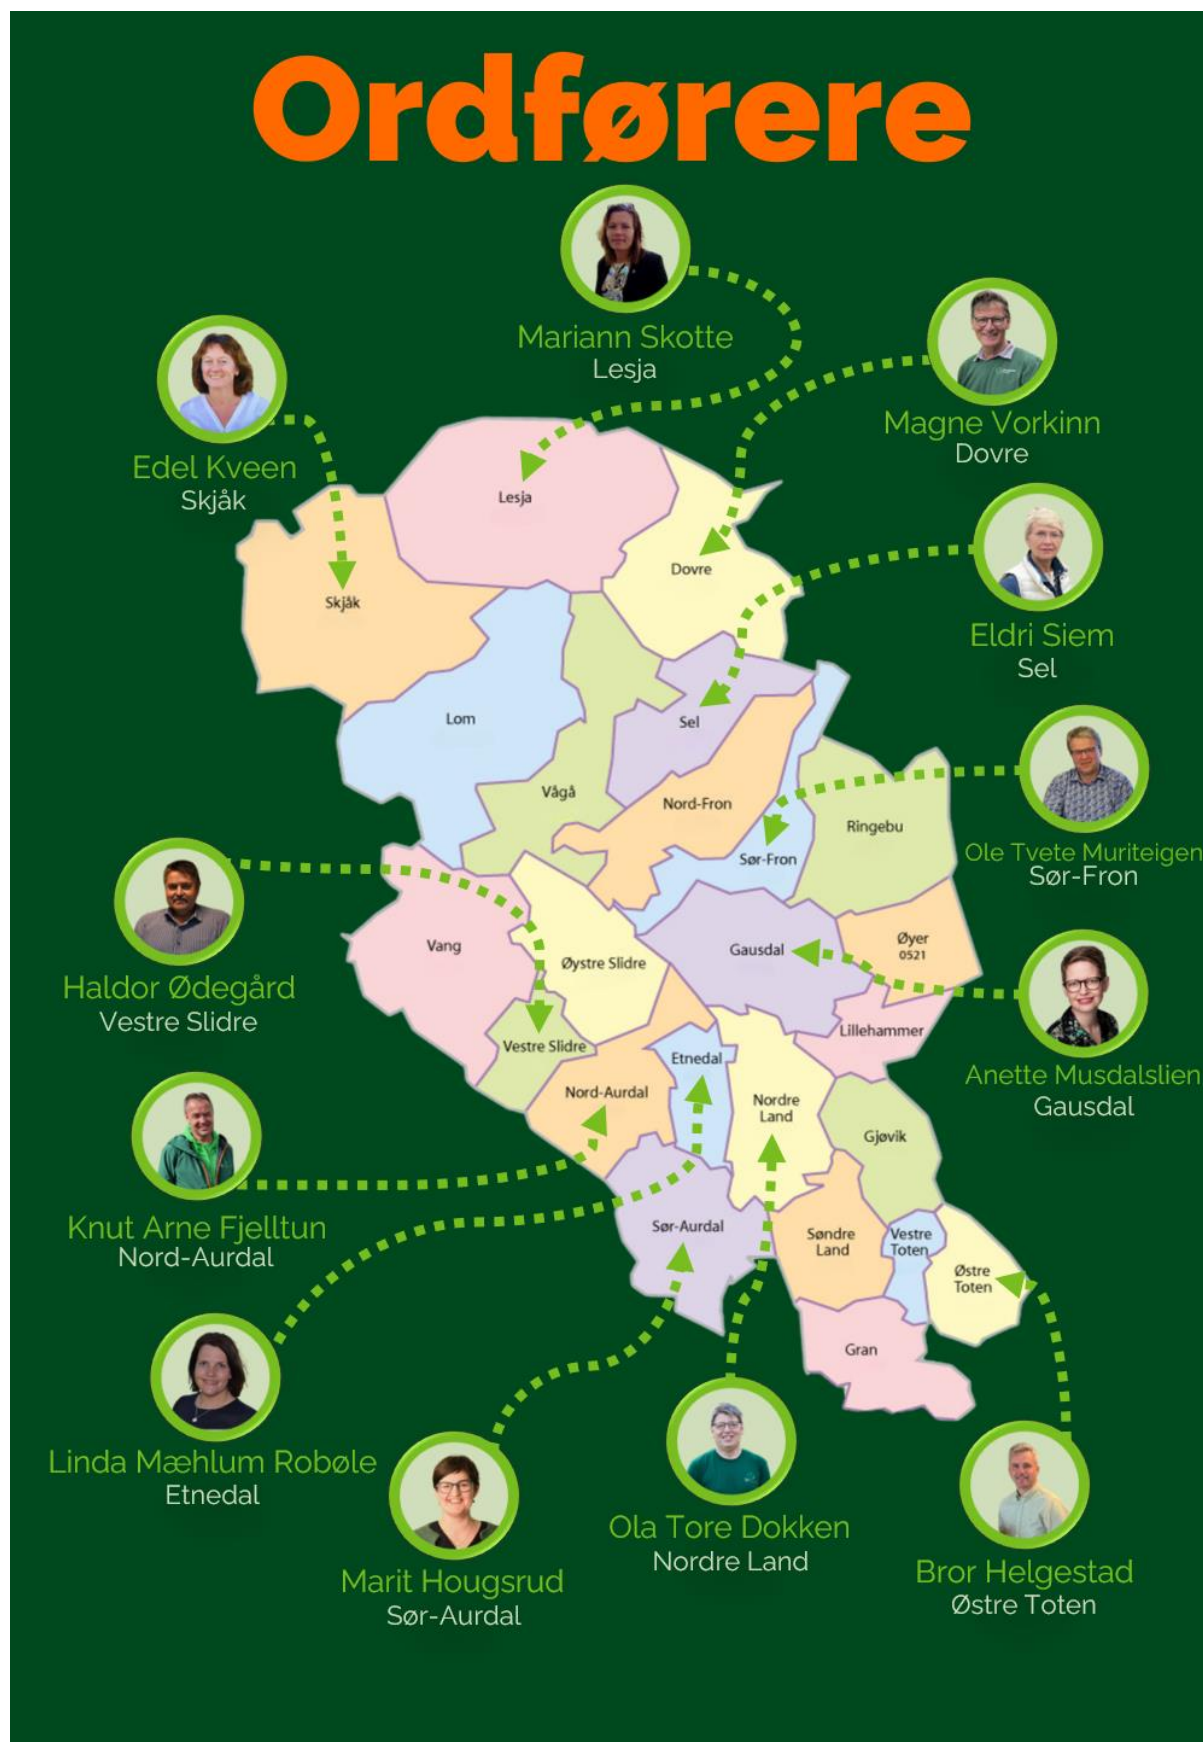 Ordførere
Mariann Skotte
Lesja
Magne Vorkinn
Dovre
Edel Kveen
Skjåk
Eldri Siem
Sel
Ole Tvete Muriteigen
Sør-Fron
Haldor Ødegård
Vestre Slidre
Anette Musdalslien
Gausdal
Knut Arne Fjelltun
Nord-Aurdal
Linda Mæhlum Robøle
Etnedal
Marit Hougsrud
Sør-Aurdal
Ola Tore Dokken
Nordre Land
Bror Helgestad
Østre Toten
Lesja
Dovre
Skjåk
Lom
Sel
Vågå
Nord-Fron
Ringebu
Sør-Fron
Vang
Øystre Slidre
Gausdal
Øyer
0521
Lillehammer
Vestre Slidre
Etnedal
Nord-Aurdal
Nordre
Land
Gjøvik
Sør-Aurdal
Søndre
Land
Vestre
Toten
Østre
Toten
Gran